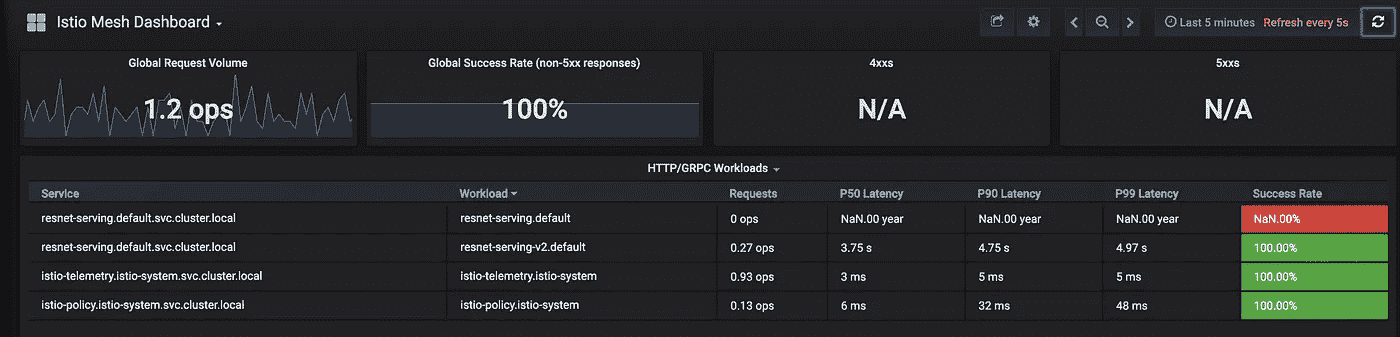 Istio Mesh Dashboard
Last 5 minutes Refresh every 5s
Global Request Volume
1.2 ops
Global Success Rate (non-5xx responses)
100%
4xxs
N/A
5xxs
N/A
HTTP/GRPC Workloads
Service Workload Requests P50 Latency P90 Latency P99 Latency Success Rate
resnet-serving.default.svc.cluster.local resnet-serving.default 0 ops NaN.00 year NaN.00 year NaN.00 year NaN.00%
resnet-serving.default.svc.cluster.local resnet-serving-v2.default 0.27 ops 3.75 s 4.75 s 4.97 s 100.00%
istio-telemetry.istio-system.svc.cluster.local istio-telemetry.istio-system 0.93 ops 3 ms 5 ms 5 ms 100.00%
istio-policy.istio-system.svc.cluster.local istio-policy.istio-system 0.13 ops 6 ms 32 ms 48 ms 100.00%